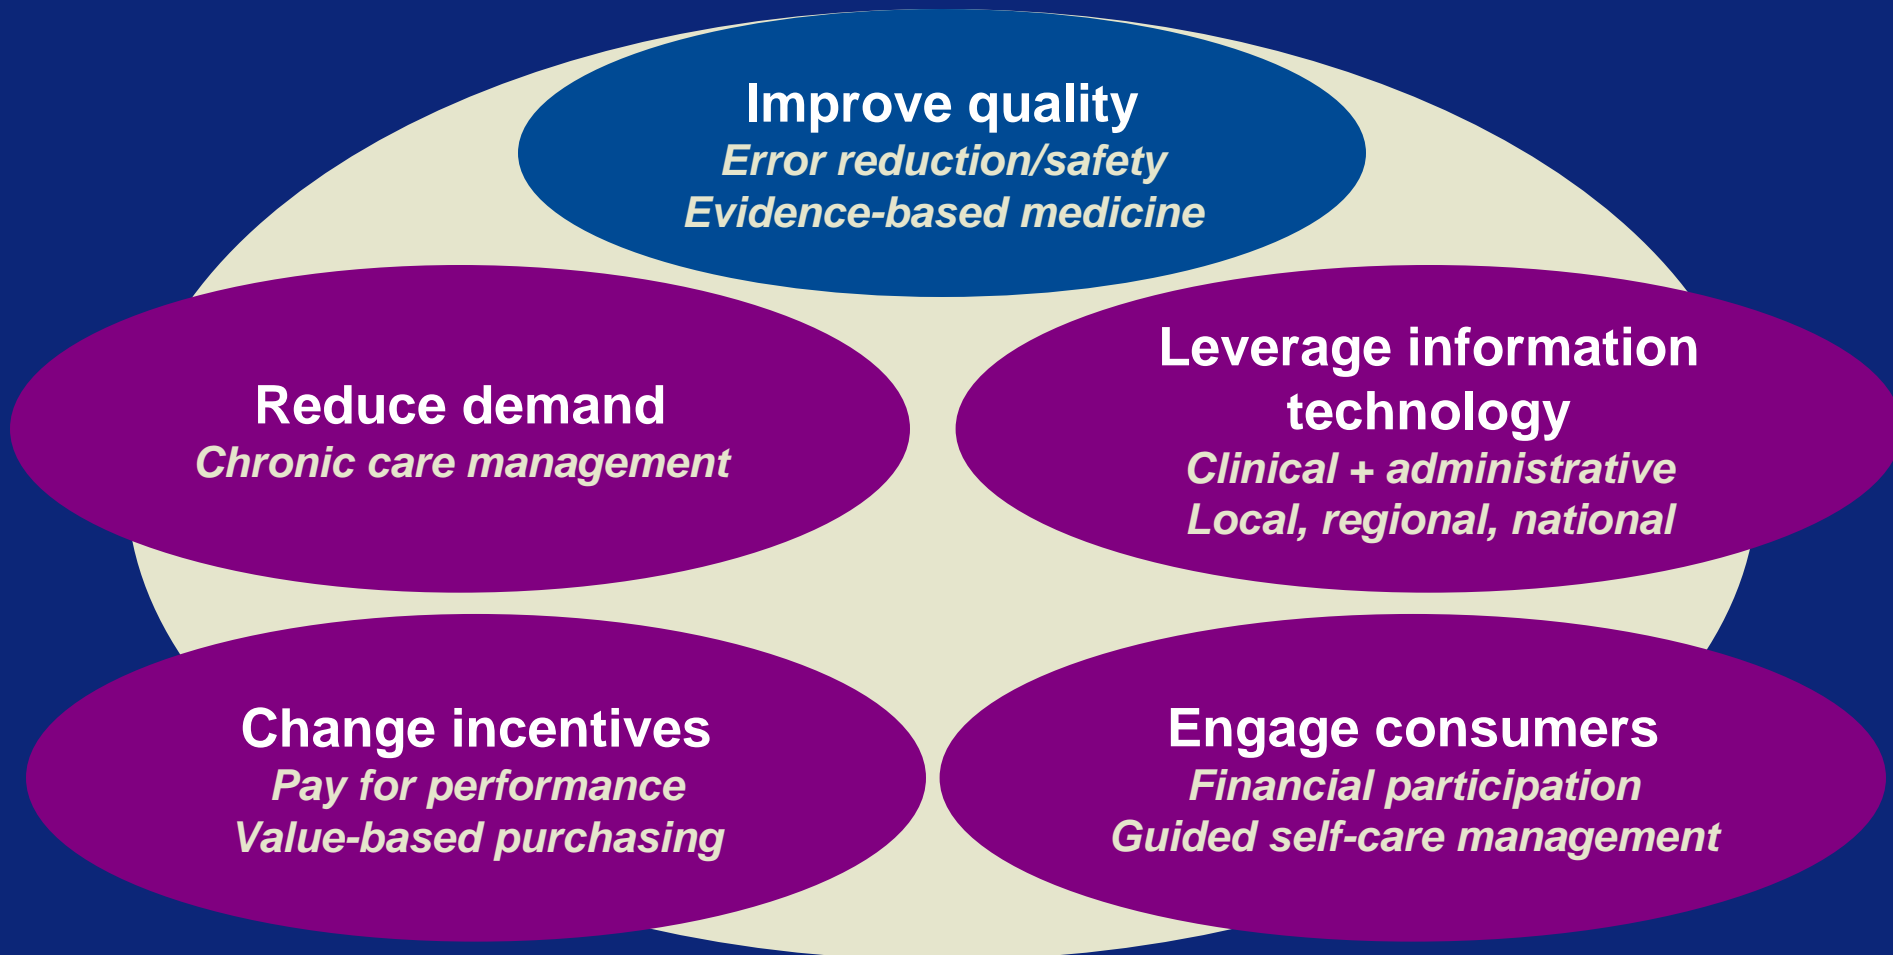 Improve quality
Error reduction/safety
Evidence-based medicine
Reduce demand
Chronic care management
Leverage information
technology
Clinical + administrative
Local, regional, national
Change incentives
Pay for performance
Value-based purchasing
Engage consumers
Financial participation
Guided self-care management